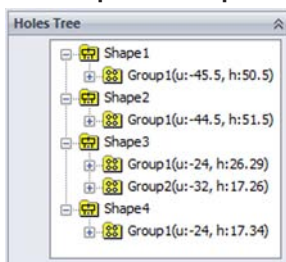 Holes Tree
Shape1
Group1(u:-45.5, h:50.5)
Shape2
Group1(u:-44.5, h:51.5)
Shape3
Group1(u:-24, h:26.29)
Group2(u:-32, h:17.26)
Shape4
Group1(u:-24, h:17.34)